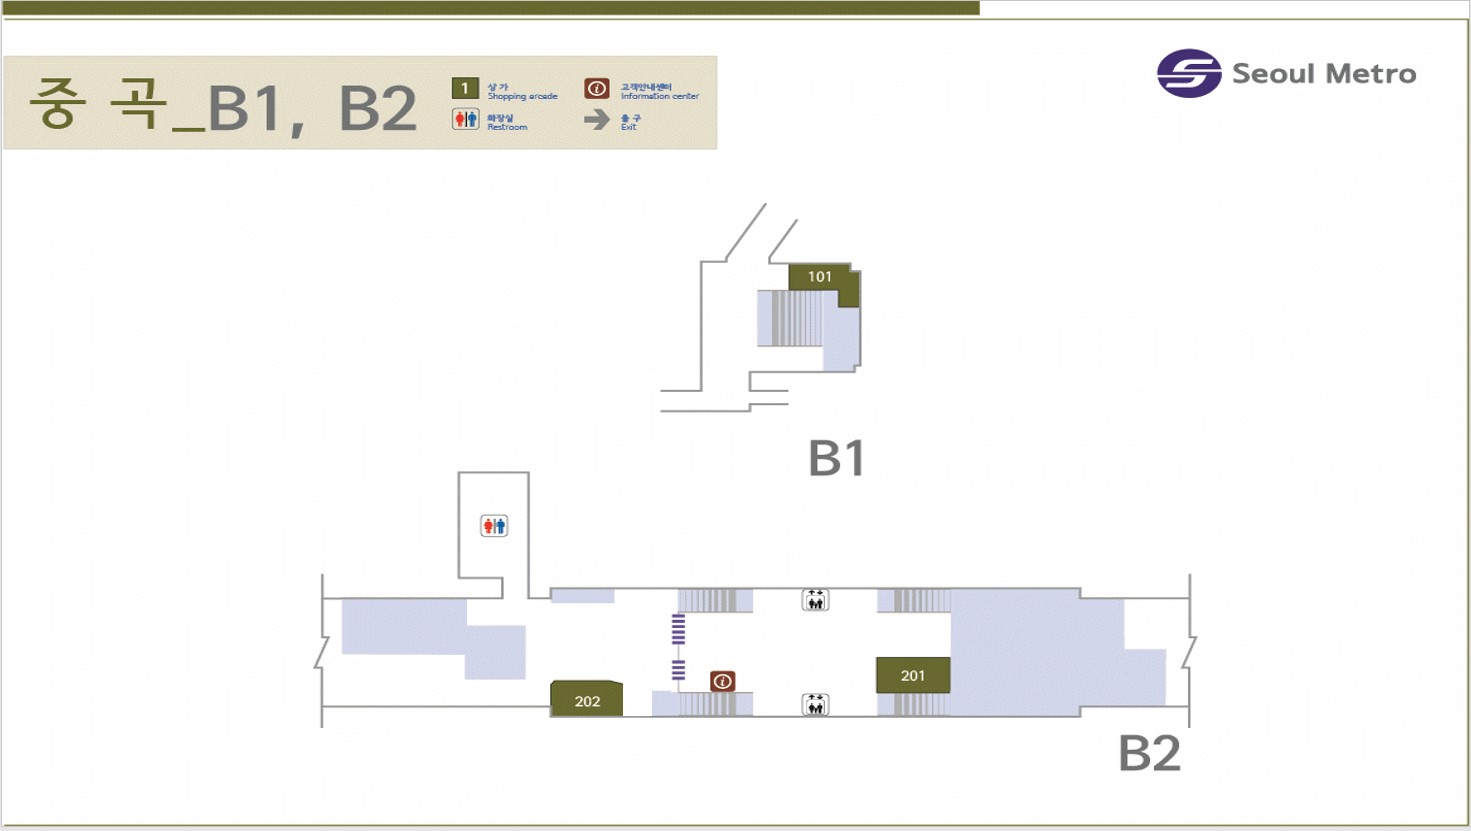 중 곡_B1, B2
1 상 가
Shopping arcade
고객안내센터
Information center
화장실
Restroom
출 구
Exit
Seoul Metro
101
B1
201
202
B2